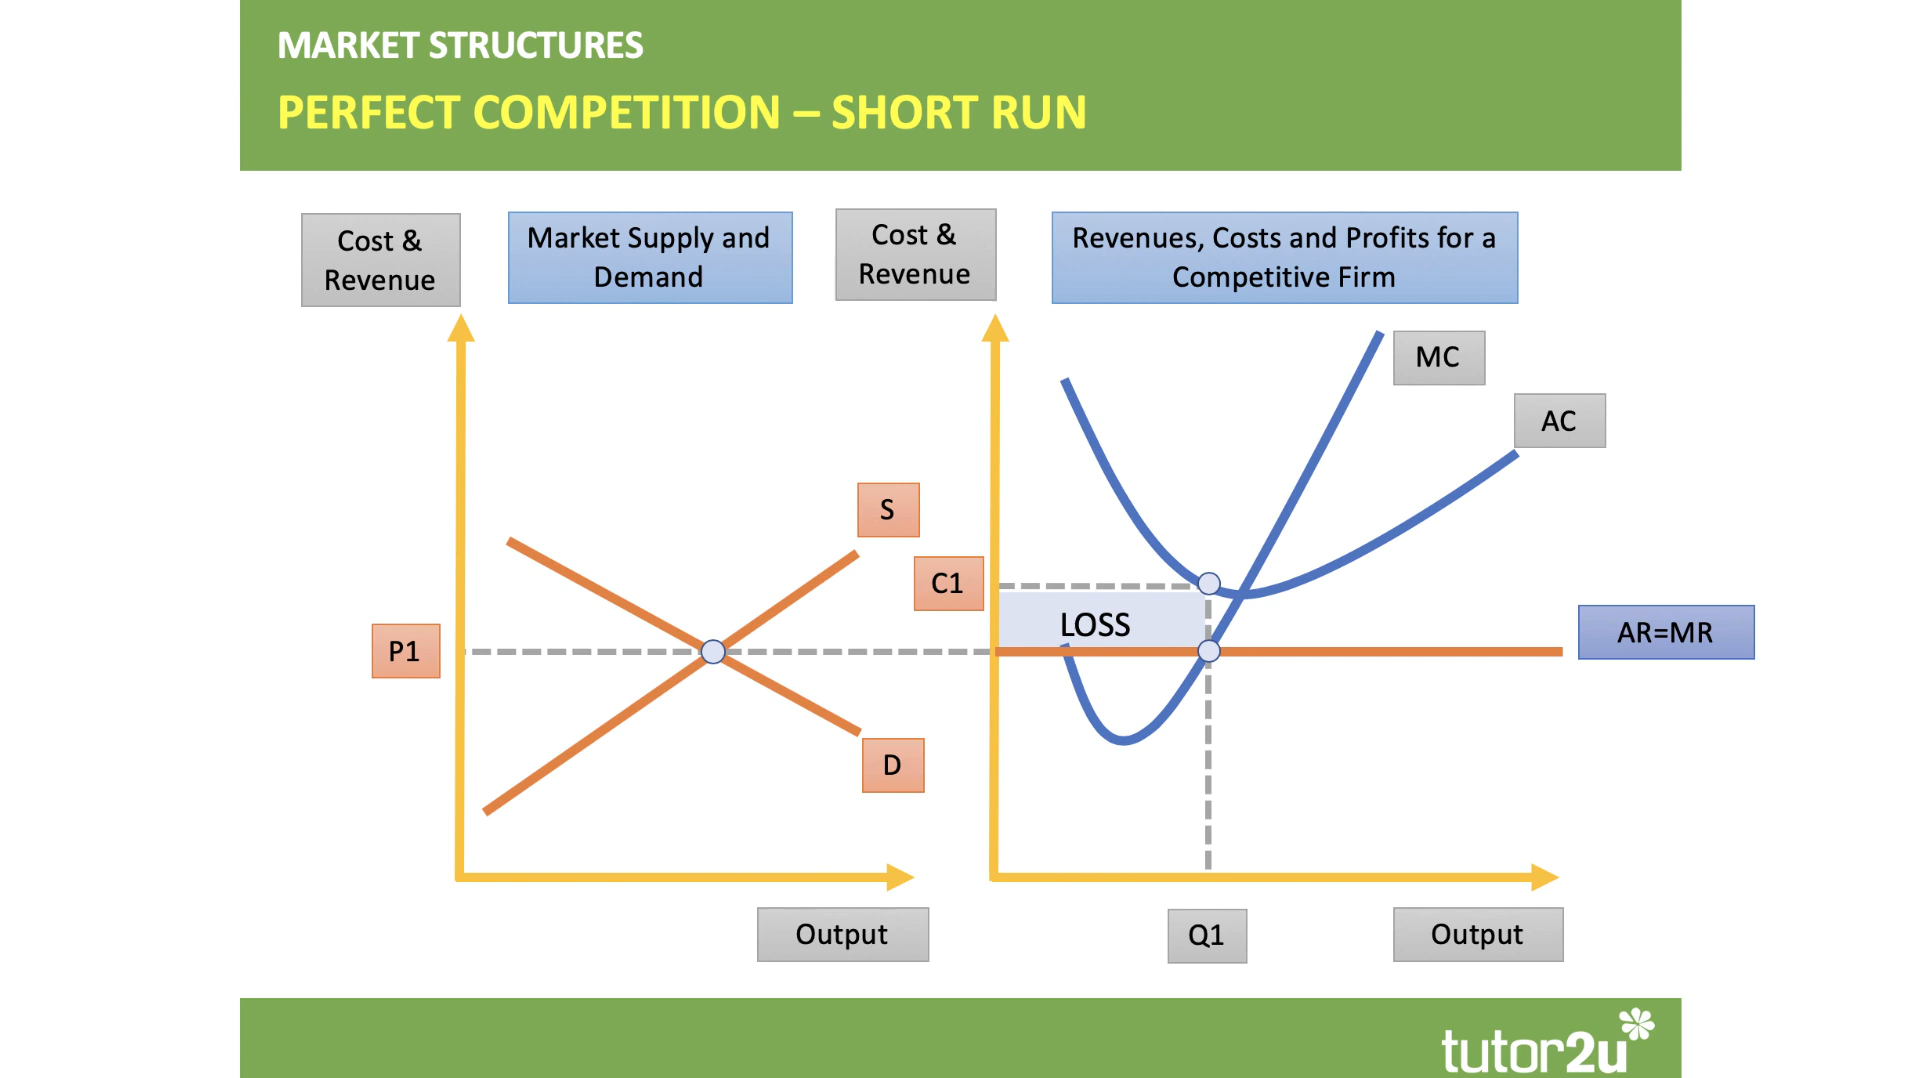 MARKET STRUCTURES
PERFECT COMPETITION – SHORT RUN
Cost &
Revenue
Market Supply and
Demand
Cost &
Revenue
Revenues, Costs and Profits for a
Competitive Firm
MC
AC
S
C1
LOSS
AR=MR
P1
D
Output
Q1
Output
tutor2u